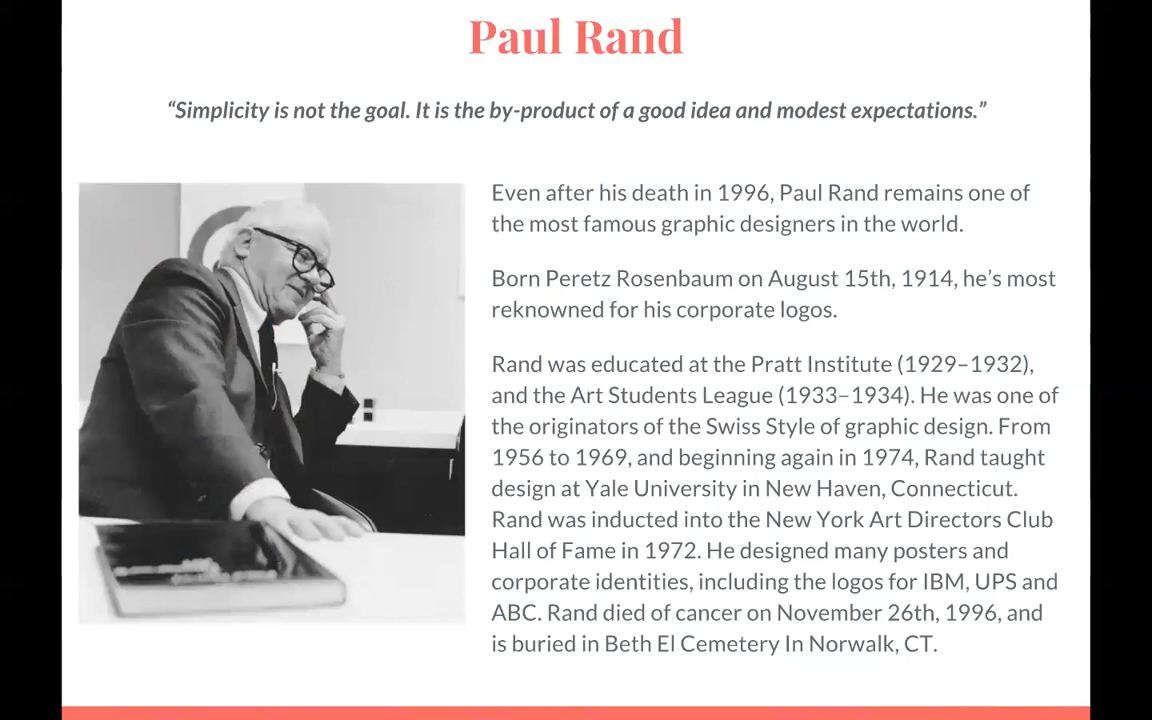 Paul Rand
“Simplicity is not the goal. It is the by-product of a good idea and modest expectations.”
Even after his death in 1996, Paul Rand remains one of
the most famous graphic designers in the world.
Born Peretz Rosenbaum on August 15th, 1914, he’s most
reknowned for his corporate logos.
Rand was educated at the Pratt Institute (1929–1932),
and the Art Students League (1933–1934). He was one of
the originators of the Swiss Style of graphic design. From
1956 to 1969, and beginning again in 1974, Rand taught
design at Yale University in New Haven, Connecticut.
Rand was inducted into the New York Art Directors Club
Hall of Fame in 1972. He designed many posters and
corporate identities, including the logos for IBM, UPS and
ABC. Rand died of cancer on November 26th, 1996, and
is buried in Beth El Cemetery In Norwalk, CT.